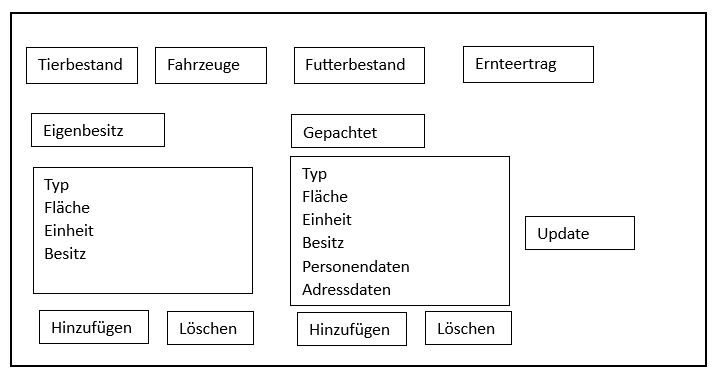 Tierbestand
Fahrzeuge
Futterbestand
Ernteertrag
Eigenbesitz
Gepachtet
Typ
Fläche
Einheit
Besitz
Typ
Fläche
Einheit
Besitz
Personendaten
Adressdaten
Update
Hinzufügen
Löschen
Hinzufügen
Löschen